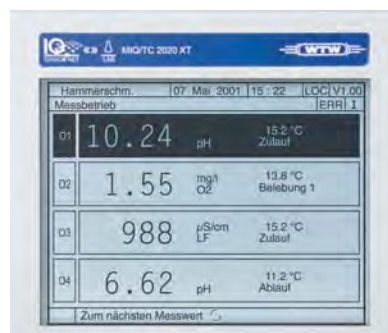 IQ MIQ/TC 2020 XT WTW
Hammerschm. 07 Mai 2001 15:22 LOC V1.00
Messbetrieb ERR I
01 10.24 pH 15.2 °C Zulauf
02 1.55 mg/l O2 13.8 °C Belebung 1
03 988 µS/cm LF 15.2 °C Zulauf
04 6.62 pH 11.2 °C Ablauf
Zum nächsten Messwert